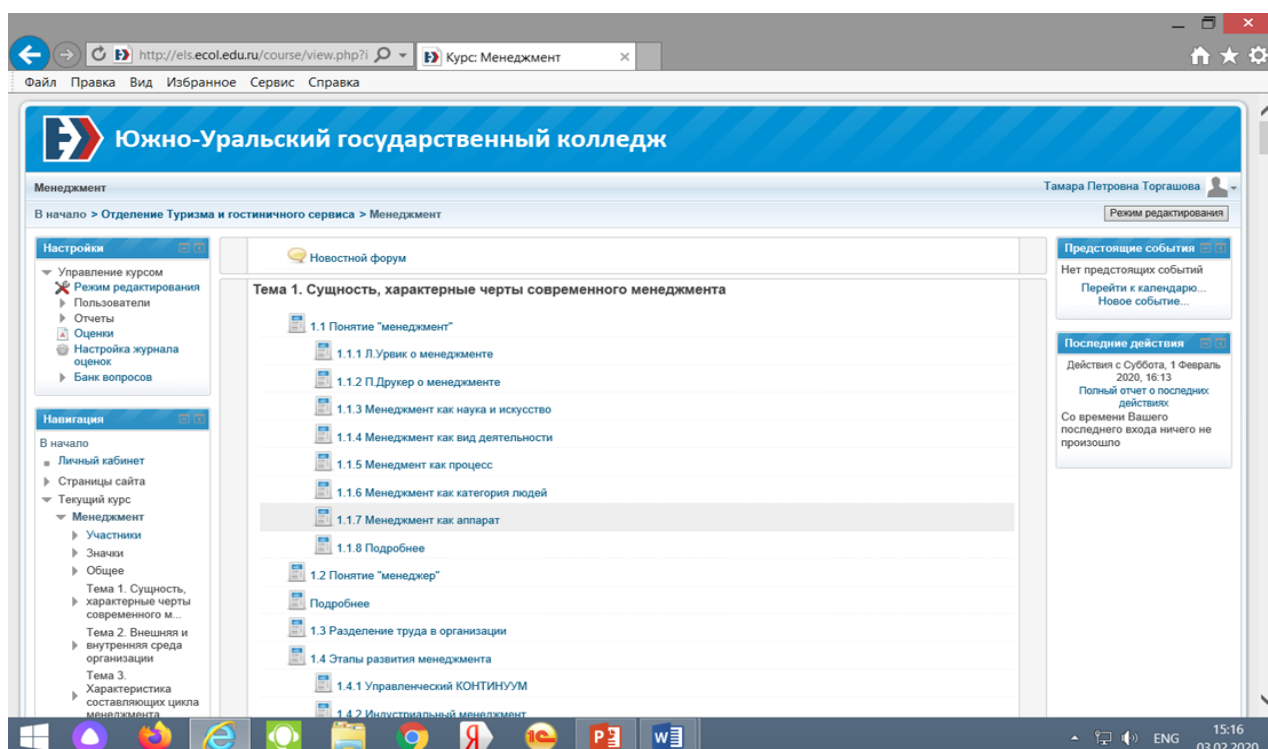 http://els.ecol.edu.ru/course/view.php?i
Курс: Менеджмент
Файл Правка Вид Избранное Сервис Справка
Южно-Уральский государственный колледж
Менеджмент
Тамара Петровна Торгашова
В начало > Отделение Туризма и гостиничного сервиса > Менеджмент
Режим редактирования
Настройки
Управление курсом
Режим редактирования
Пользователи
Отчеты
Оценки
Настройка журнала
оценок
Банк вопросов
Навигация
В начало
Личный кабинет
Страницы сайта
Текущий курс
Менеджмент
Участники
Значки
Общее
Тема 1. Сущность,
характерные черты
современного м...
Тема 2. Внешняя и
внутренняя среда
организации
Тема 3.
Характеристика
составляющих цикла
менеджмента
Новостной форум
Тема 1. Сущность, характерные черты современного менеджмента
1.1 Понятие "менеджмент"
1.1.1 Л.Урвик о менеджменте
1.1.2 П.Друкер о менеджменте
1.1.3 Менеджмент как наука и искусство
1.1.4 Менеджмент как вид деятельности
1.1.5 Менедмент как процесс
1.1.6 Менеджмент как категория людей
1.1.7 Менеджмент как аппарат
1.1.8 Подробнее
1.2 Понятие "менеджер"
Подробнее
1.3 Разделение труда в организации
1.4 Этапы развития менеджмента
1.4.1 Управленческий КОНТИНУУМ
1.4.2 Индустриальный менеджмент
Предстоящие события
Нет предстоящих событий
Перейти к календарю...
Новое событие...
Последние действия
Действия с Суббота, 1 Февраль
2020, 16:13
Полный отчет о последних
действиях
Со времени Вашего
последнего входа ничего не
произошло
ENG
15:16
03.02.2020